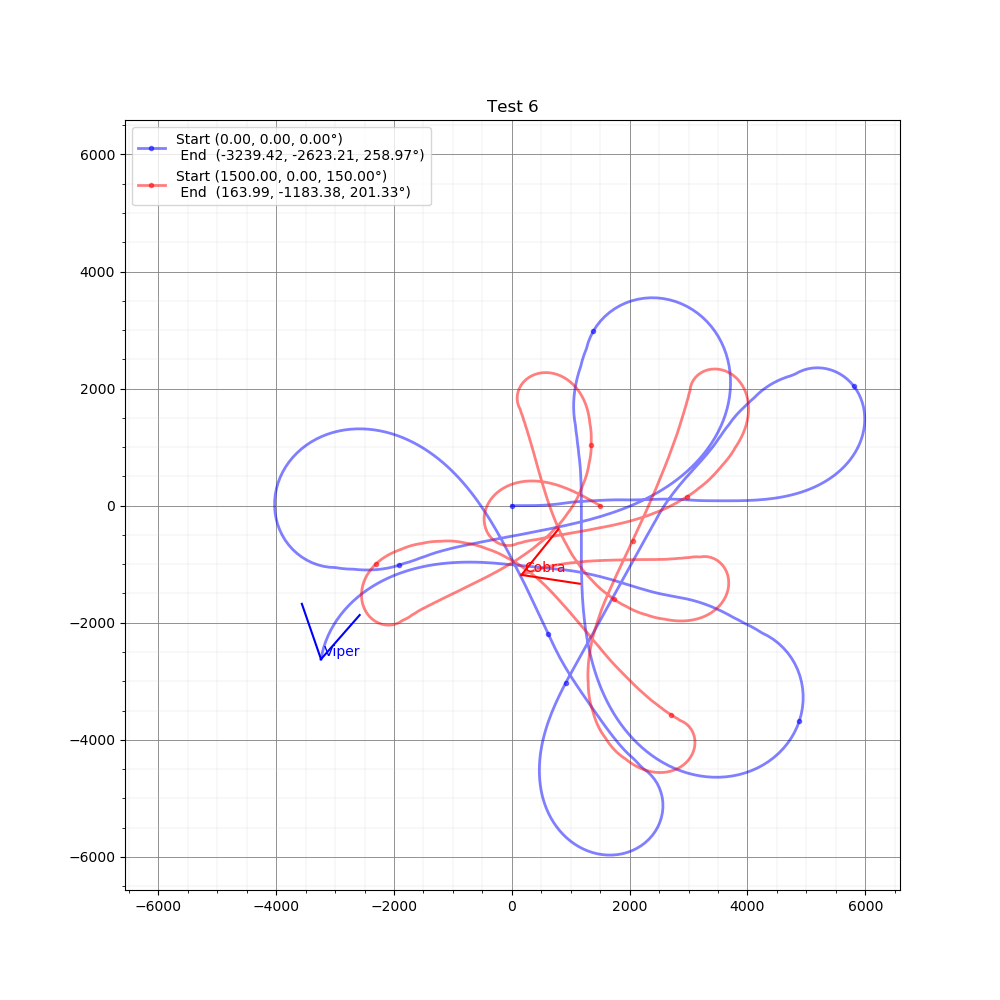 Test 6
Start (0.00, 0.00, 0.00°)
End (-3239.42, -2623.21, 258.97°)
Start (1500.00, 0.00, 150.00°)
End (163.99, -1183.38, 201.33°)
6000
4000
2000
0
−2000
−4000
−6000
Cobra
Viper
−6000 −4000 −2000 0 2000 4000 6000